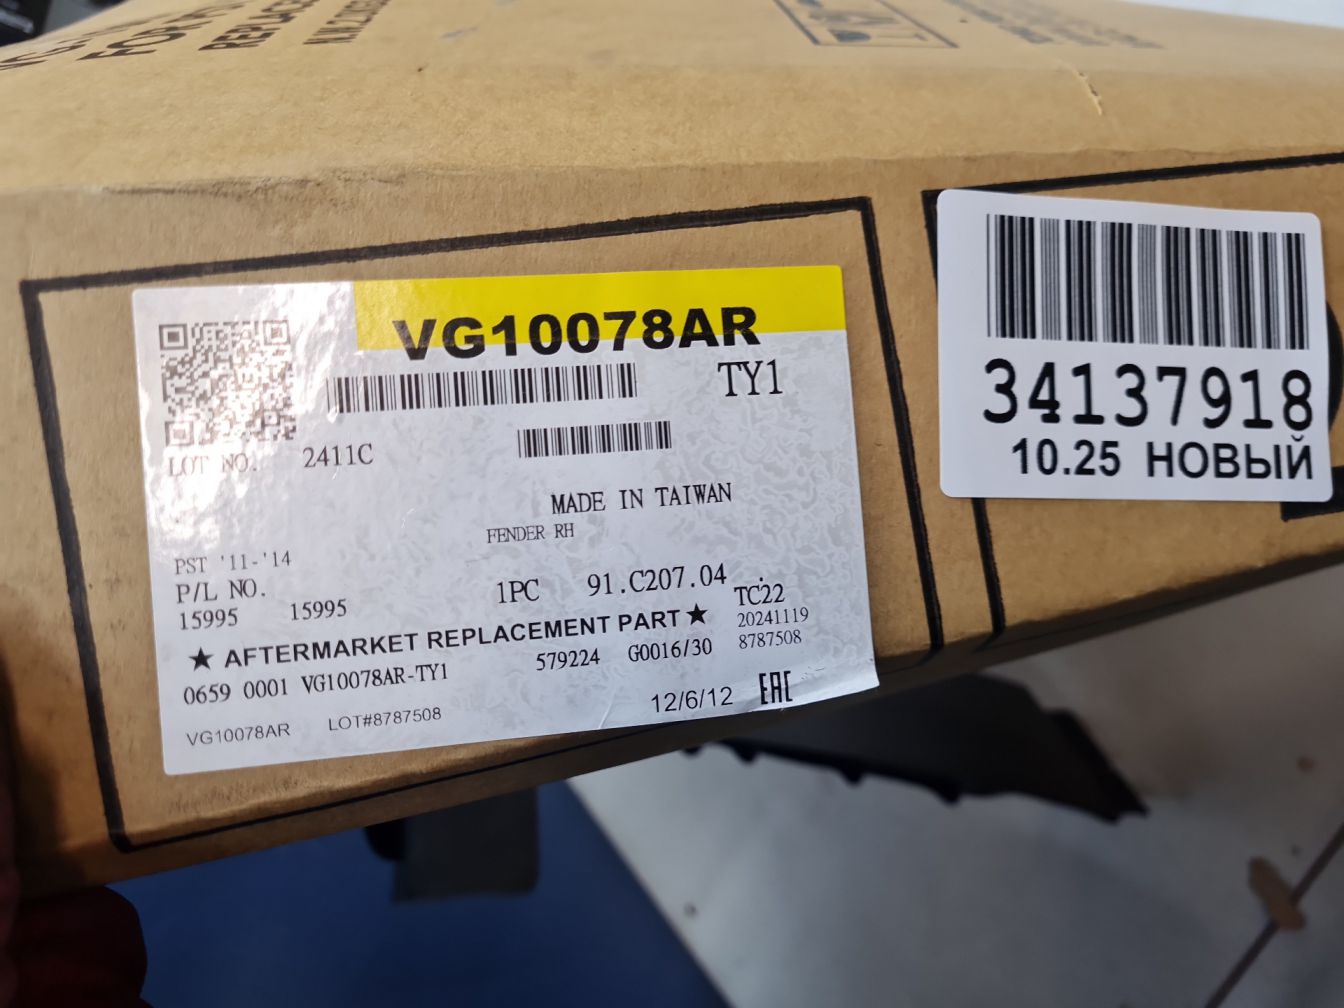 REPLACE
VG10078AR
TY1
LOT NO. 2411C
MADE IN TAIWAN
FENDER RH
PST '11-'14
P/L NO.
1PC 91.C207.04
15995 15995
TC22
★ AFTERMARKET REPLACEMENT PART ★
20241119
0659 0001 VG10078AR-TY1 579224 G0016/30 8787508
VG10078AR LOT#8787508 12/6/12 EAC
34137918
10.25 НОВЫЙ